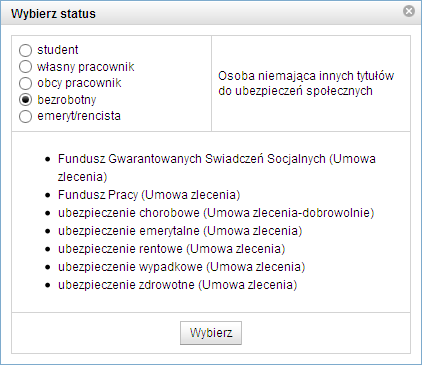 Wybierz status
student
własny pracownik
obcy pracownik
bezrobotny
emeryt/rencista
Osoba niemająca innych tytułów
do ubezpieczeń społecznych
Fundusz Gwarantowanych Swiadczeń Socjalnych (Umowa
zlecenia)
Fundusz Pracy (Umowa zlecenia)
ubezpieczenie chorobowe (Umowa zlecenia-dobrowolnie)
ubezpieczenie emerytalne (Umowa zlecenia)
ubezpieczenie rentowe (Umowa zlecenia)
ubezpieczenie wypadkowe (Umowa zlecenia)
ubezpieczenie zdrowotne (Umowa zlecenia)
Wybierz